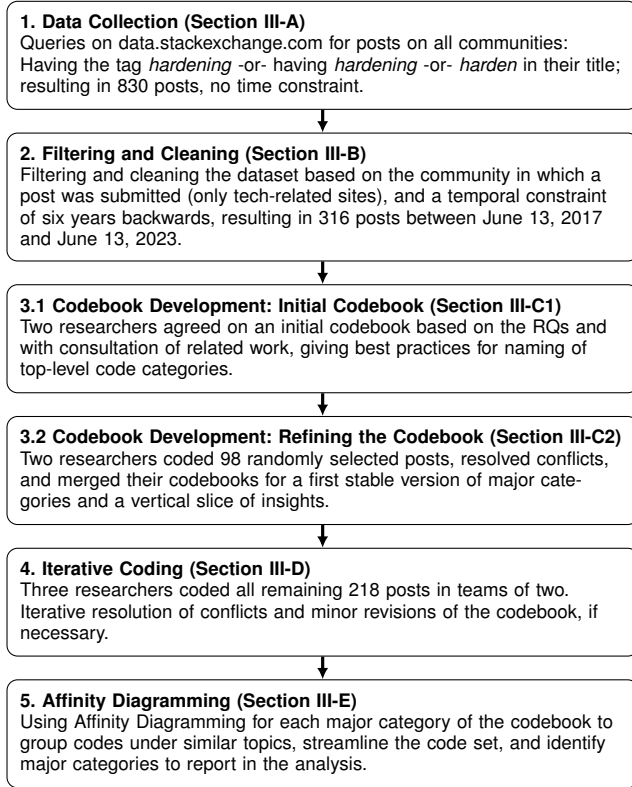 1. Data Collection (Section III-A)
Queries on data.stackexchange.com for posts on all communities:
Having the tag hardening -or- having hardening -or- harden in their title;
resulting in 830 posts, no time constraint.
2. Filtering and Cleaning (Section III-B)
Filtering and cleaning the dataset based on the community in which a
post was submitted (only tech-related sites), and a temporal constraint
of six years backwards, resulting in 316 posts between June 13, 2017
and June 13, 2023.
3.1 Codebook Development: Initial Codebook (Section III-C1)
Two researchers agreed on an initial codebook based on the RQs and
with consultation of related work, giving best practices for naming of
top-level code categories.
3.2 Codebook Development: Refining the Codebook (Section III-C2)
Two researchers coded 98 randomly selected posts, resolved conflicts,
and merged their codebooks for a first stable version of major cate-
gories and a vertical slice of insights.
4. Iterative Coding (Section III-D)
Three researchers coded all remaining 218 posts in teams of two.
Iterative resolution of conflicts and minor revisions of the codebook, if
necessary.
5. Affinity Diagramming (Section III-E)
Using Affinity Diagramming for each major category of the codebook to
group codes under similar topics, streamline the code set, and identify
major categories to report in the analysis.